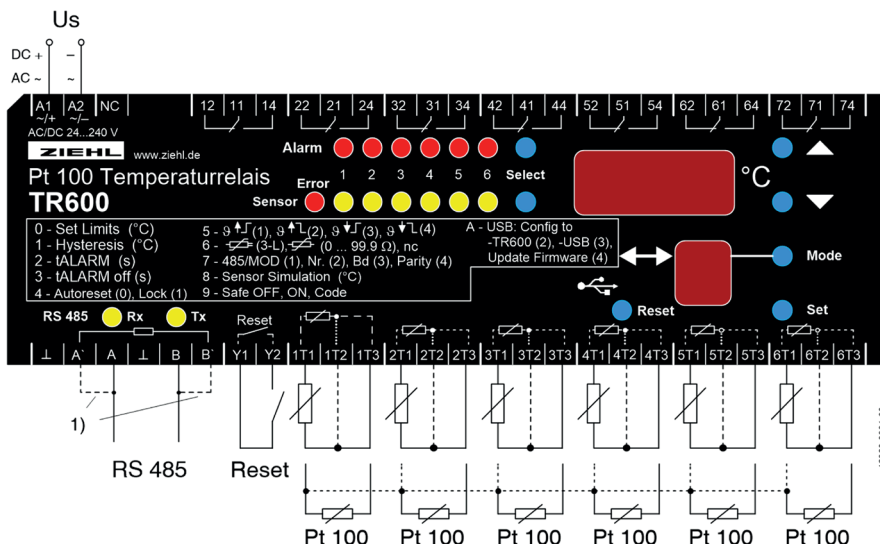 Us
DC + –
AC ~ ~
A1 A2 NC 12 11 14 22 21 24 32 31 34 42 41 44 52 51 54 62 61 64 72 71 74
~/+ ~/–
AC/DC 24...240 V
ZIEHL www.ziehl.de
Alarm
Pt 100 Temperaturrelais
1 2 3 4 5 6 Select
°C
TR600
Error
Sensor
0 - Set Limits (°C)
1 - Hysteresis (°C)
2 - tALARM (s)
3 - tALARM off (s)
4 - Autoreset (0), Lock (1)
5 - ϑ (1), ϑ (2), ϑ (3), ϑ (4)
6 - (3-L), (0 ... 99.9 Ω), nc
7 - 485/MOD (1), Nr. (2), Bd (3), Parity (4)
8 - Sensor Simulation (°C)
9 - Safe OFF, ON, Code
A - USB: Config to
-TR600 (2), -USB (3),
Update Firmware (4)
Mode
Reset Set
RS 485 Rx Tx Reset
⊥ A' A ⊥ B B' Y1 Y2 1T1 1T2 1T3 2T1 2T2 2T3 3T1 3T2 3T3 4T1 4T2 4T3 5T1 5T2 5T3 6T1 6T2 6T3
1)
RS 485 Reset
Pt 100 Pt 100 Pt 100 Pt 100 Pt 100 Pt 100